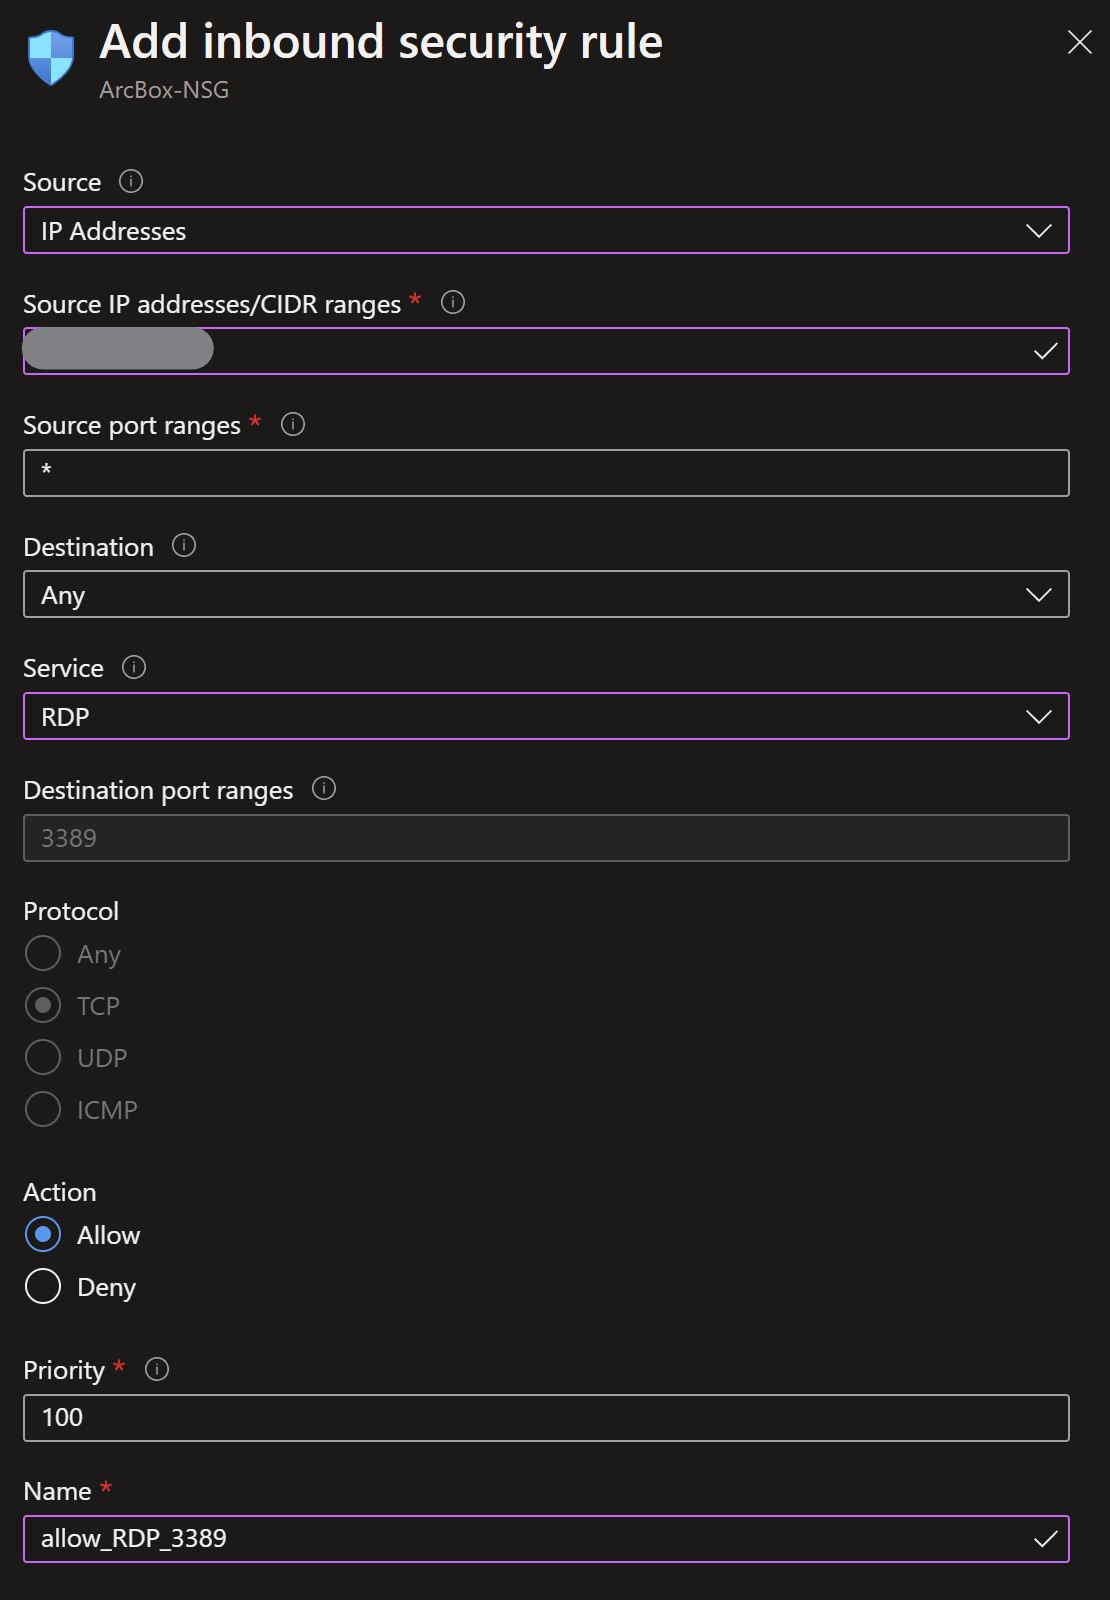 Add inbound security rule
ArcBox-NSG
Source
IP Addresses
Source IP addresses/CIDR ranges *
Source port ranges *
*
Destination
Any
Service
RDP
Destination port ranges
3389
Protocol
Any
TCP
UDP
ICMP
Action
Allow
Deny
Priority *
100
Name *
allow_RDP_3389